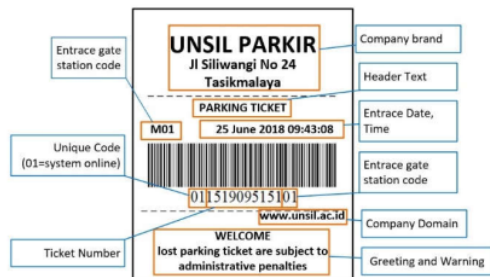 UNSIL PARKIR
Jl Siliwangi No 24
Tasikmalaya
Company brand
Entrace gate
station code
Header Text
PARKING TICKET
M01
25 June 2018 09:43:08
Entrace Date,
Time
Unique Code
(01=system online)
Entrace gate
station code
01151909515101
www.unsil.ac.id
Company Domain
Ticket Number
WELCOME
lost parking ticket are subject to
administrative penalties
Greeting and Warning